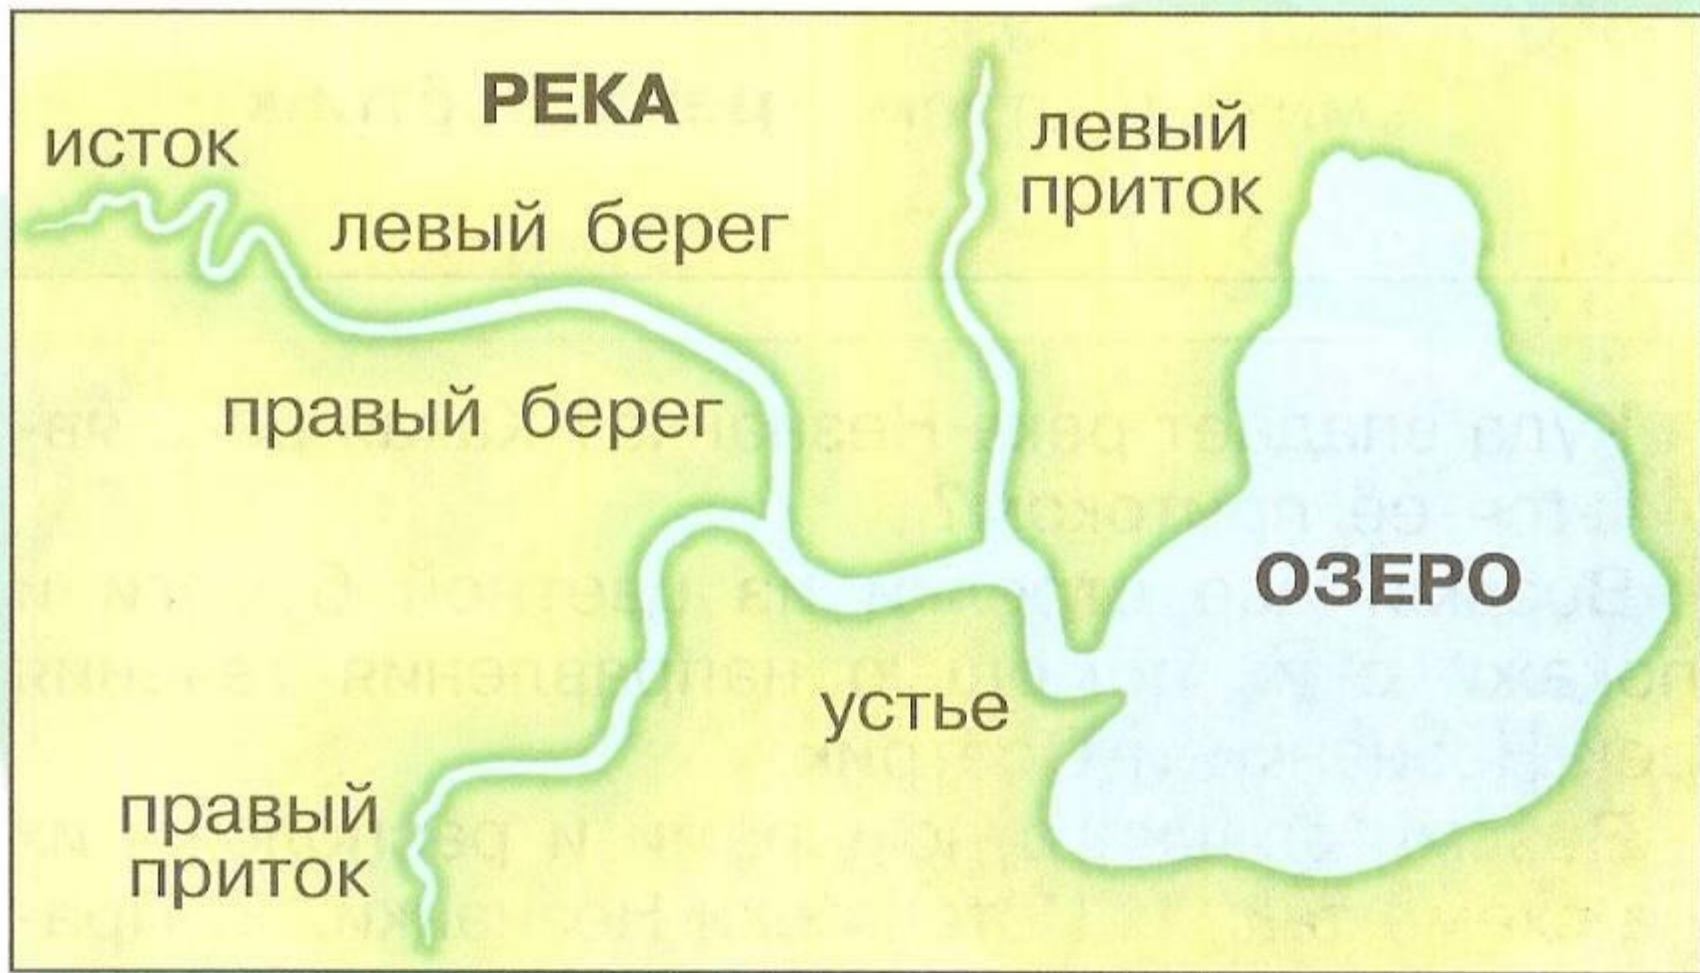 РЕКА
исток
левый
приток
левый берег
правый берег
ОЗЕРО
устье
правый
приток